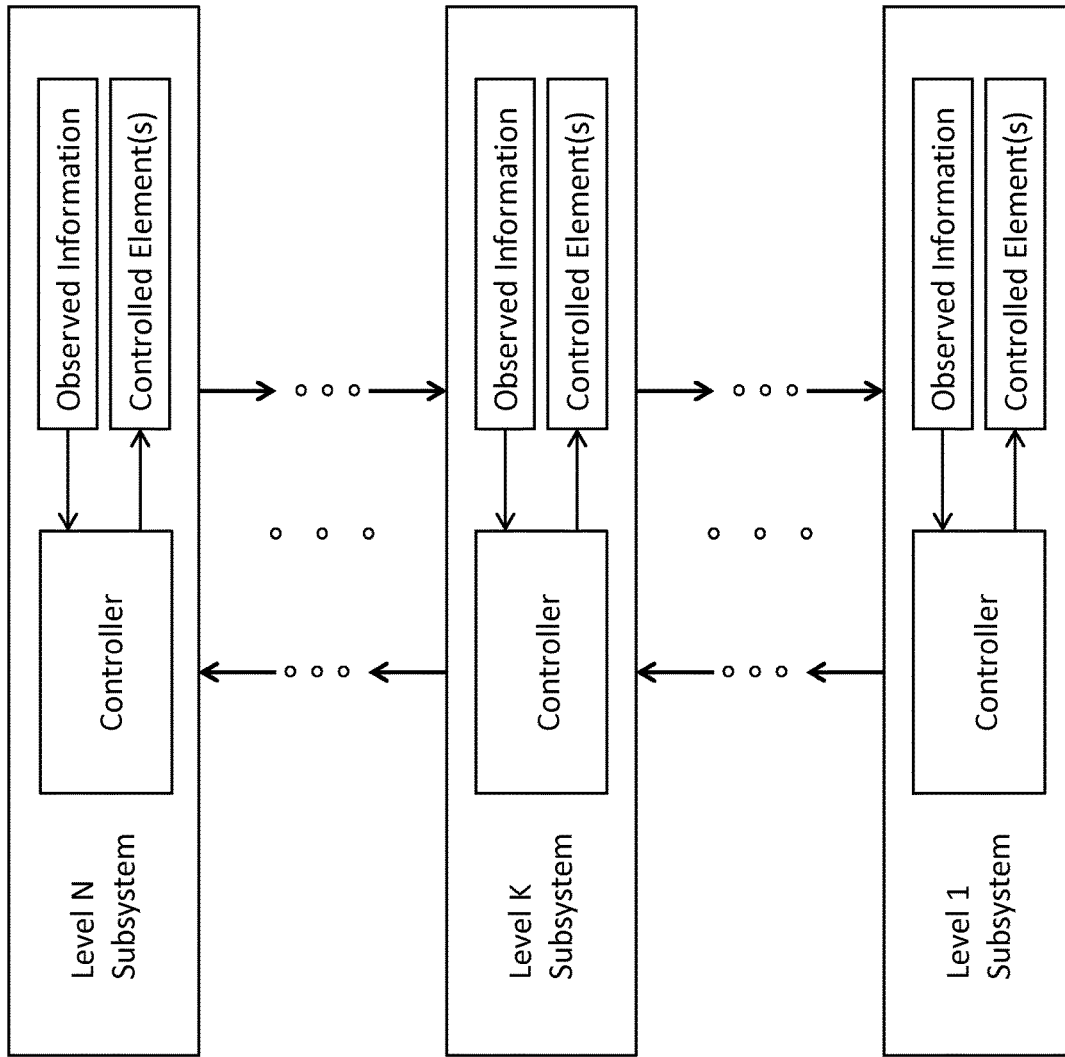 Level N
Subsystem
Controller
Observed Information
Controlled Element(s)
Level K
Subsystem
Controller
Observed Information
Controlled Element(s)
Level 1
Subsystem
Controller
Observed Information
Controlled Element(s)